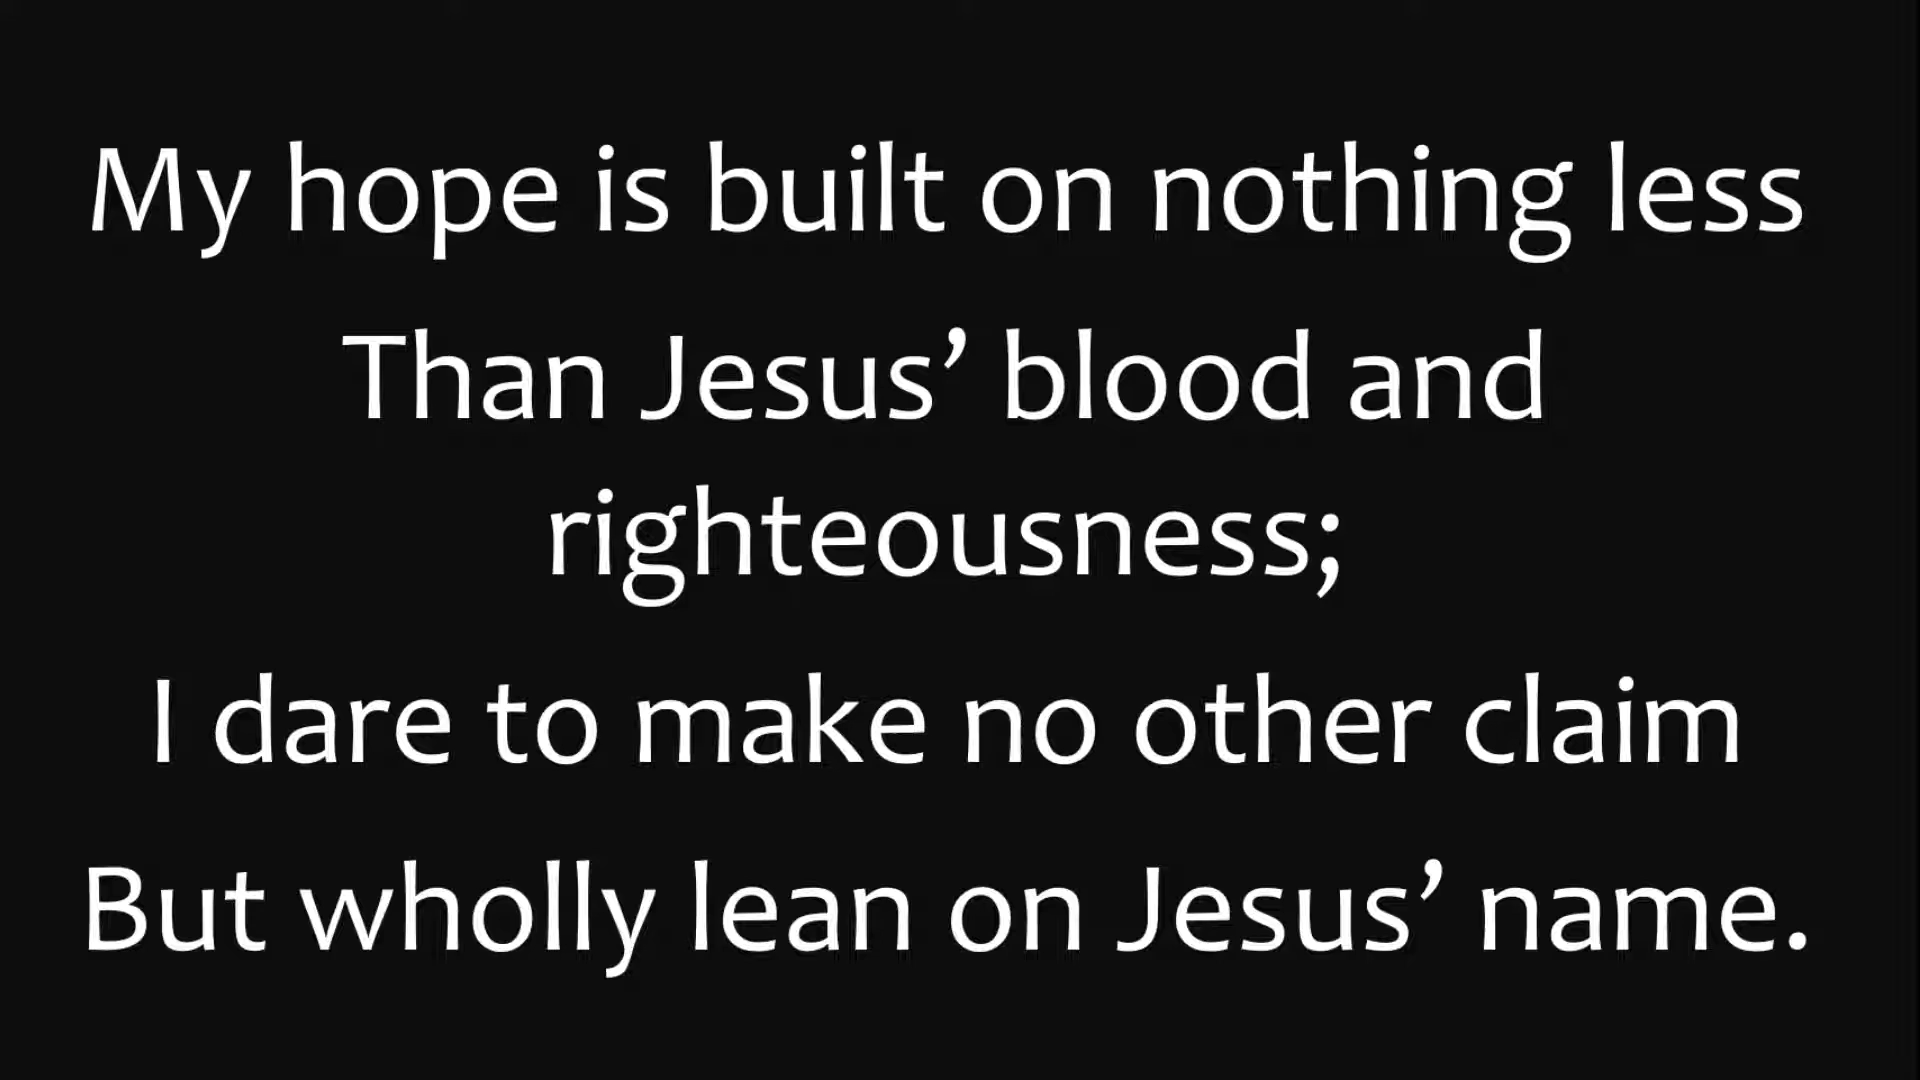 My hope is built on nothing less
Than Jesus’ blood and
righteousness;
I dare to make no other claim
But wholly lean on Jesus’ name.